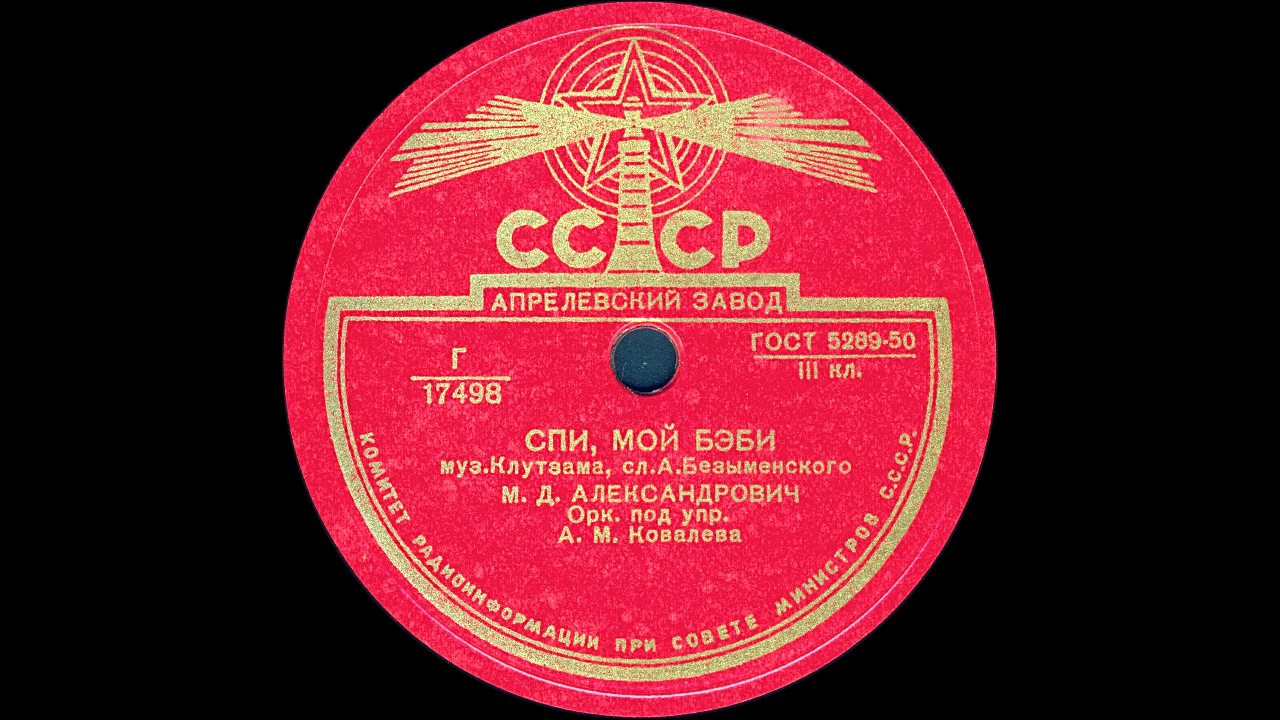 СССР
АПРЕЛЕВСКИЙ ЗАВОД
Г
17498
ГОСТ 5289-50
III кл.
СПИ, МОЙ БЭБИ
муз.Клутзама, сл.А.Безыменского
М. Д. АЛЕКСАНДРОВИЧ
Орк. под упр.
А. М. Ковалева
КОМИТЕТ РАДИОИНФОРМАЦИИ ПРИ СОВЕТЕ МИНИСТРОВ С.С.С.Р.